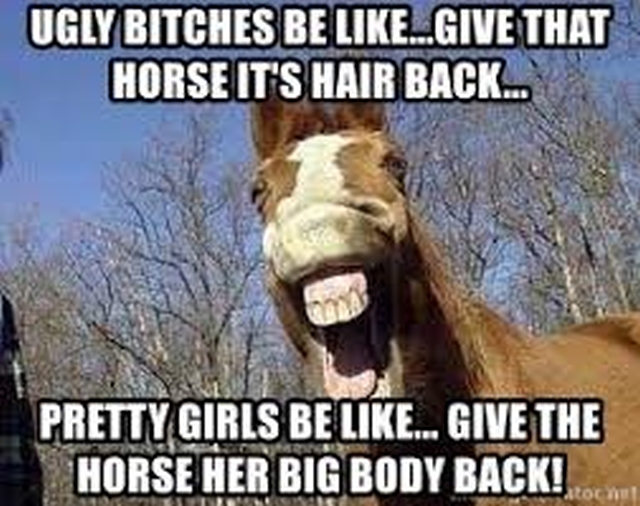 UGLY BITCHES BE LIKE...GIVE THAT
HORSE IT'S HAIR BACK...
PRETTY GIRLS BE LIKE... GIVE THE
HORSE HER BIG BODY BACK!